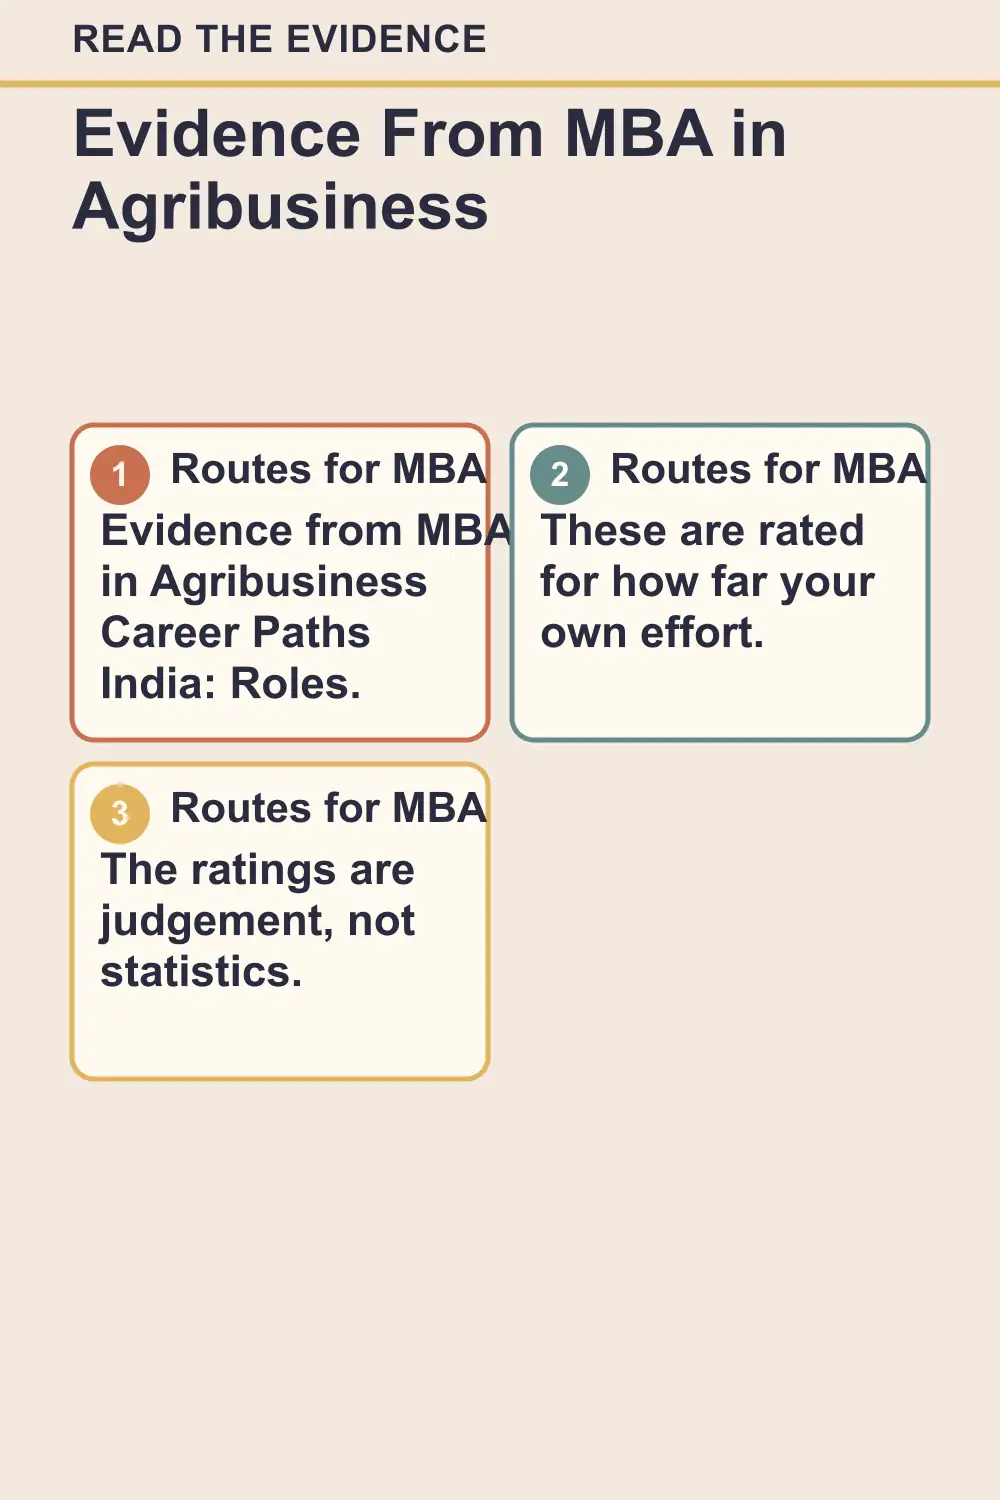 READ THE EVIDENCE
Evidence From MBA in
Agribusiness
1 Routes for MBA
Evidence from MBA
in Agribusiness
Career Paths
India: Roles.
2 Routes for MBA
These are rated
for how far your
own effort.
3 Routes for MBA
The ratings are
judgement, not
statistics.